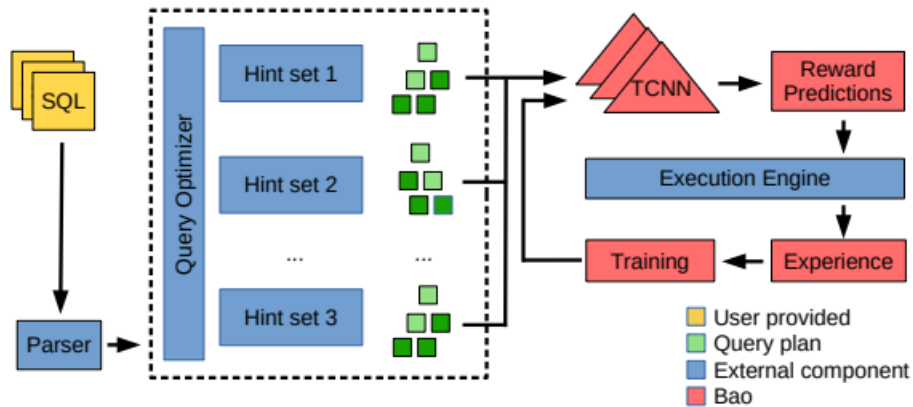 SQL
Parser
Query Optimizer
Hint set 1
Hint set 2
...
...
Hint set 3
TCNN
Reward
Predictions
Execution Engine
Training
Experience
User provided
Query plan
External component
Bao